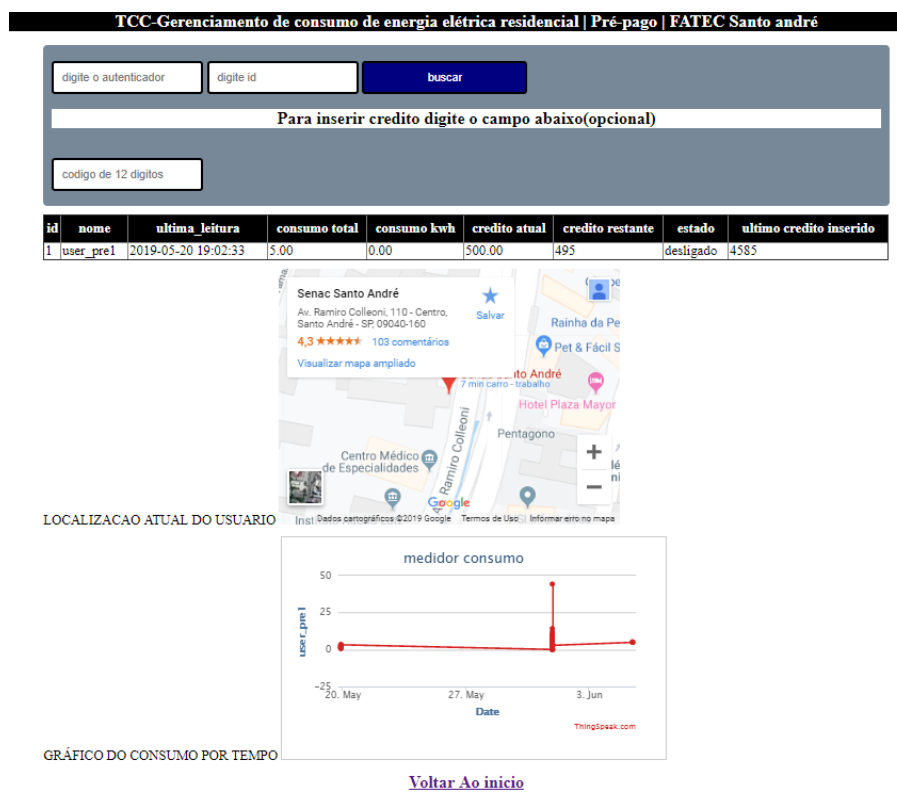 TCC-Gerenciamento de consumo de energia elétrica residencial | Pré-pago | FATEC Santo andré
digite o autenticador
digite id
buscar
Para inserir credito digite o campo abaixo(opcional)
codigo de 12 digitos
id nome ultima_leitura consumo total consumo kwh credito atual credito restante estado ultimo credito inserido
1 user_pre1 2019-05-20 19:02:33 5.00 0.00 500.00 495 desligado 4585
Senac Santo André
Av. Ramiro Colleoni, 110 - Centro,
Santo André - SP, 09040-160
Salvar
4,3 103 comentários
Visualizar mapa ampliado
Rainha da Pe
Pet & Fácil S
ito André
7 min carro - trabalho
Hotel Plaza Mayor
Pentagono
Ramiro Colleoni
Centro Médico
de Especialidades
+
−
Inst
Google
Dados cartográficos ©2019 Google Termos de Uso Informar erro no mapa
LOCALIZACAO ATUAL DO USUARIO
medidor consumo
50
25
0
-25
user_pre1
20. May 27. May 3. Jun
Date
ThingSpeak.com
GRÁFICO DO CONSUMO POR TEMPO
Voltar Ao inicio